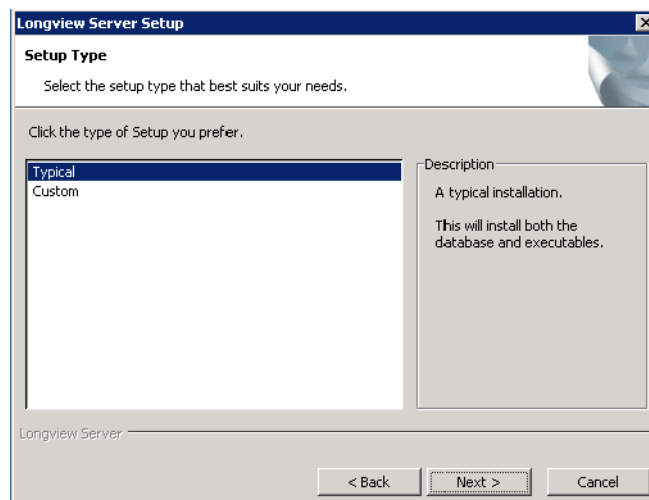 Longview Server Setup
Setup Type
Select the setup type that best suits your needs.
Click the type of Setup you prefer.
Typical
Custom
Description
A typical installation.
This will install both the
database and executables.
Longview Server
< Back
Next >
Cancel